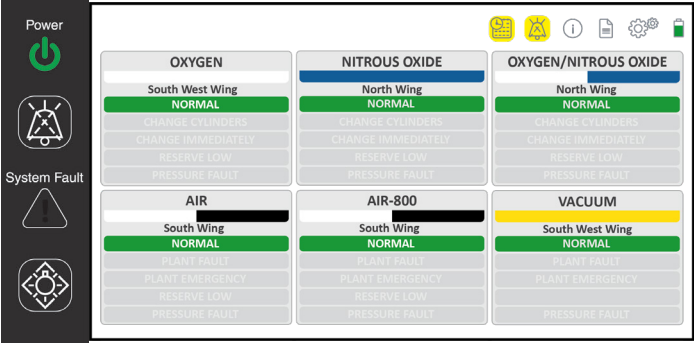 Power
System Fault
OXYGEN
South West Wing
NORMAL
CHANGE CYLINDERS
CHANGE IMMEDIATELY
RESERVE LOW
PRESSURE FAULT
NITROUS OXIDE
North Wing
NORMAL
CHANGE CYLINDERS
CHANGE IMMEDIATELY
RESERVE LOW
PRESSURE FAULT
OXYGEN/NITROUS OXIDE
North Wing
NORMAL
CHANGE CYLINDERS
CHANGE IMMEDIATELY
RESERVE LOW
PRESSURE FAULT
AIR
South Wing
NORMAL
PLANT FAULT
PLANT EMERGENCY
RESERVE LOW
PRESSURE FAULT
AIR-800
South Wing
NORMAL
PLANT FAULT
PLANT EMERGENCY
RESERVE LOW
PRESSURE FAULT
VACUUM
South West Wing
NORMAL
PLANT FAULT
PLANT EMERGENCY
PRESSURE FAULT